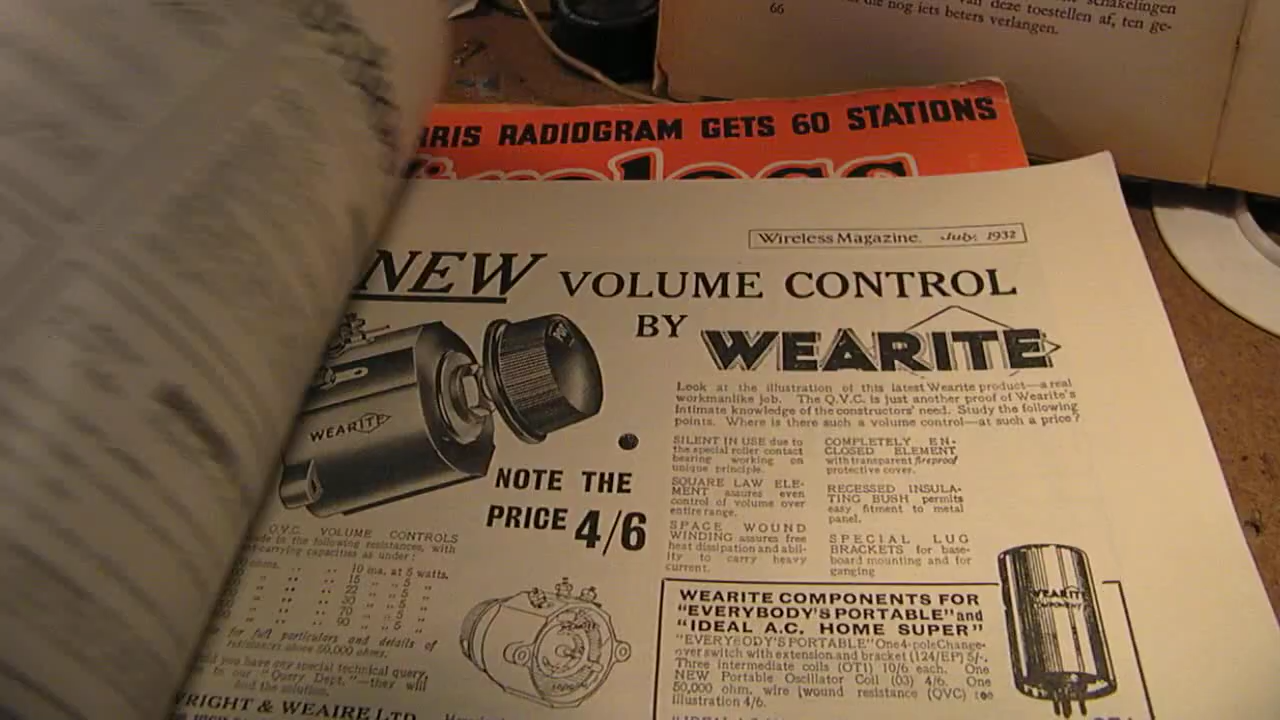 schakelingen
van deze toestellen af, ten ge-
die nog iets beters verlangen.
66
RRIS RADIOGRAM GETS 60 STATIONS
Wireless
Wireless Magazine, July, 1932
NEW VOLUME CONTROL
BY WEARITE
Look at the illustration of this latest Wearite product—a real
workmanlike job. The Q.V.C. is just another proof of Wearite's
intimate knowledge of the constructors' need. Study the following
points. Where is there such a volume control—at such a price?
WEARITE
SILENT IN USE due to
the special roller contact
bearing working on
unique principle.
SQUARE LAW ELE-
MENT assures even
control of volume over
entire range.
SPACE WOUND
WINDING assures free
heat dissipation and abil-
ity to carry heavy
current.
COMPLETELY EN-
CLOSED ELEMENT
with transparent fireproof
protective cover.
RECESSED INSULA-
TING BUSH permits
easy fitment to metal
panel.
SPECIAL LUG
BRACKETS for base-
board mounting and for
ganging
NOTE THE
PRICE 4/6
Q.V.C. VOLUME CONTROLS
in the following resistances, with
carrying capacities as under:
ohms. 10 ma. at 5 watts.
" " 15 " 5 "
" " " 5 "
" " " 5 "
" " 70 " 5 "
" " 90 " 5 "
for full particulars and details of
resistances above 50,000 ohms.
you have any special technical query,
to our "Query Dept."—they will
find the solution.
WRIGHT & WEAIRE LTD
WEARITE COMPONENTS FOR
"EVERYBODY'S PORTABLE" and
"IDEAL A.C. HOME SUPER"
"EVERYBODY'S PORTABLE" One 4-pole Change-
over switch with extension and bracket (124/EP) 5/-.
Three Intermediate coils (OT1) 10/6 each. One
NEW Portable Oscillator Coil (03) 4/6. One
50,000 ohm. wire wound resistance (QVC) see
illustration 4/6.
WEARITE
COMPONENT